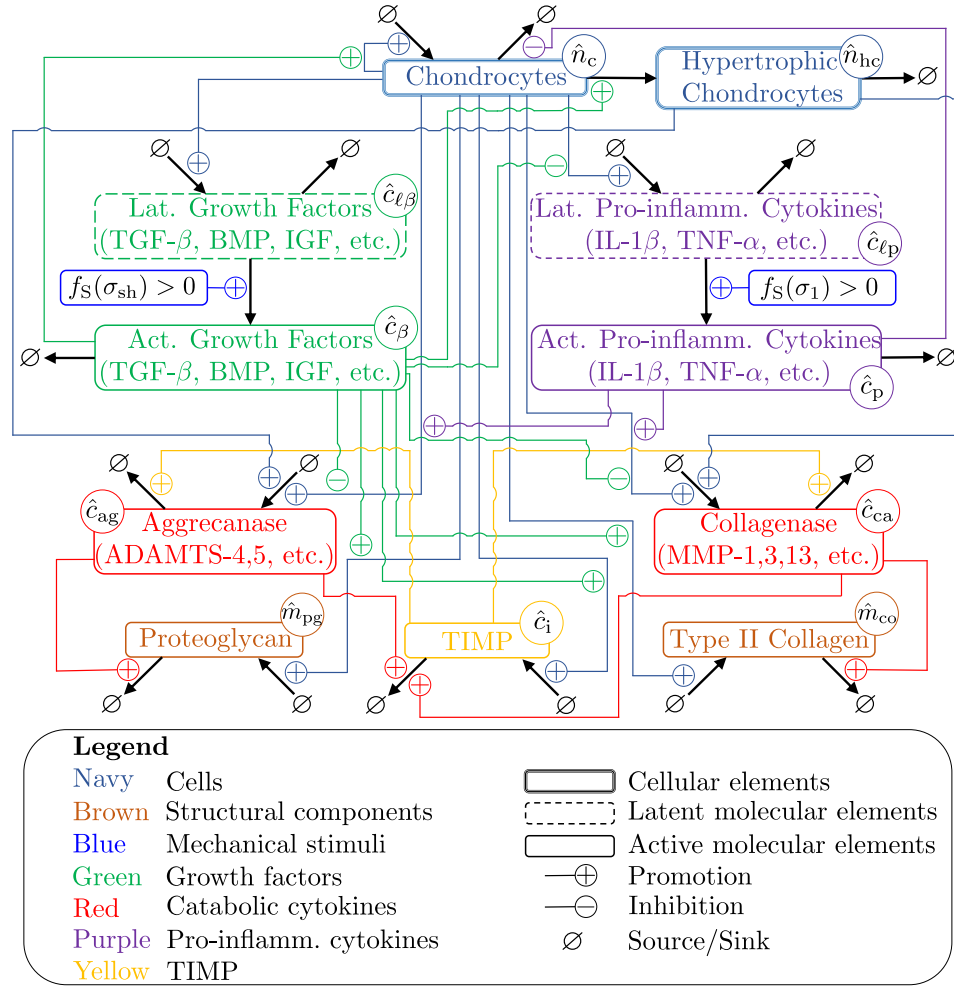 ∅ ∅
Chondrocytes
n̂c
Hypertrophic
Chondrocytes
n̂hc
∅
∅ ∅
Lat. Growth Factors
(TGF-β, BMP, IGF, etc.)
ĉℓβ
∅ ∅
Lat. Pro-inflamm. Cytokines
(IL-1β, TNF-α, etc.)
ĉℓp
fS(σsh) > 0
fS(σ1) > 0
∅
Act. Growth Factors
(TGF-β, BMP, IGF, etc.)
ĉβ
Act. Pro-inflamm. Cytokines
(IL-1β, TNF-α, etc.)
ĉp
∅
∅ ∅
ĉag
Aggrecanase
(ADAMTS-4,5, etc.)
∅ ∅
Collagenase
(MMP-1,3,13, etc.)
ĉca
Proteoglycan
m̂pg
∅ ∅
TIMP
ĉi
∅ ∅
Type II Collagen
m̂co
∅ ∅
Legend
Navy Cells
Brown Structural components
Blue Mechanical stimuli
Green Growth factors
Red Catabolic cytokines
Purple Pro-inflamm. cytokines
Yellow TIMP
Cellular elements
Latent molecular elements
Active molecular elements
Promotion
Inhibition
∅ Source/Sink